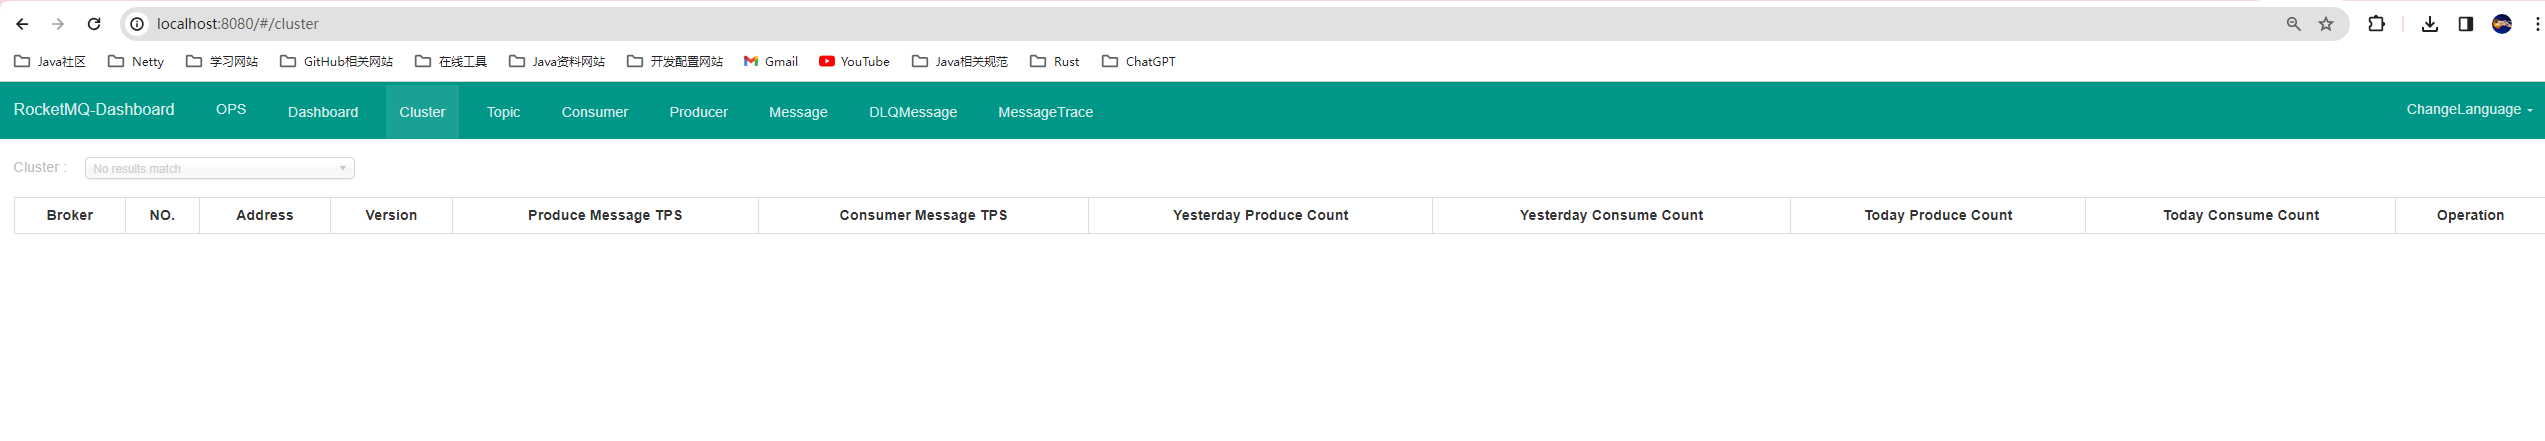 localhost:8080/#/cluster
Java社区 Netty 学习网站 GitHub相关网站 在线工具 Java资料网站 开发配置网站 Gmail YouTube Java相关规范 Rust ChatGPT
RocketMQ-Dashboard OPS Dashboard Cluster Topic Consumer Producer Message DLQMessage MessageTrace ChangeLanguage
Cluster : No results match
Broker NO. Address Version Produce Message TPS Consumer Message TPS Yesterday Produce Count Yesterday Consume Count Today Produce Count Today Consume Count Operation